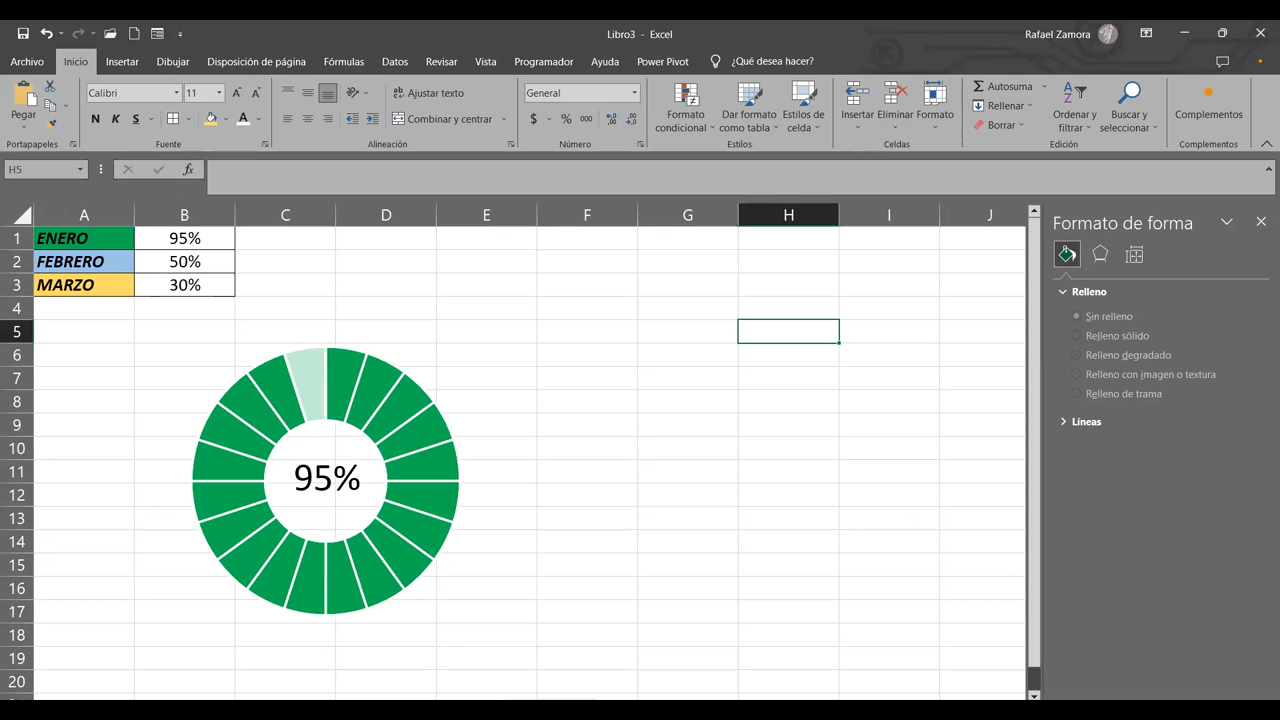 Libro3 - Excel
Rafael Zamora
Archivo Inicio Insertar Dibujar Disposición de página Fórmulas Datos Revisar Vista Programador Ayuda Power Pivot ¿Qué desea hacer?
Pegar
Portapapeles
Calibri 11
N K S
Fuente
Ajustar texto
Combinar y centrar
Alineación
General
$ % 000
Número
Formato condicional
Dar formato como tabla
Estilos de celda
Estilos
Insertar Eliminar Formato
Celdas
Autosuma
Rellenar
Borrar
Ordenar y filtrar
Buscar y seleccionar
Edición
Complementos
Complementos
H5
fx
A B C D E F G H I J
1 ENERO 95%
2 FEBRERO 50%
3 MARZO 30%
4
5
6
7
8
9
10
11
12
13
14
15
16
17
18
19
20
95%
Formato de forma
Relleno
Sin relleno
Relleno sólido
Relleno degradado
Relleno con imagen o textura
Relleno de trama
Líneas